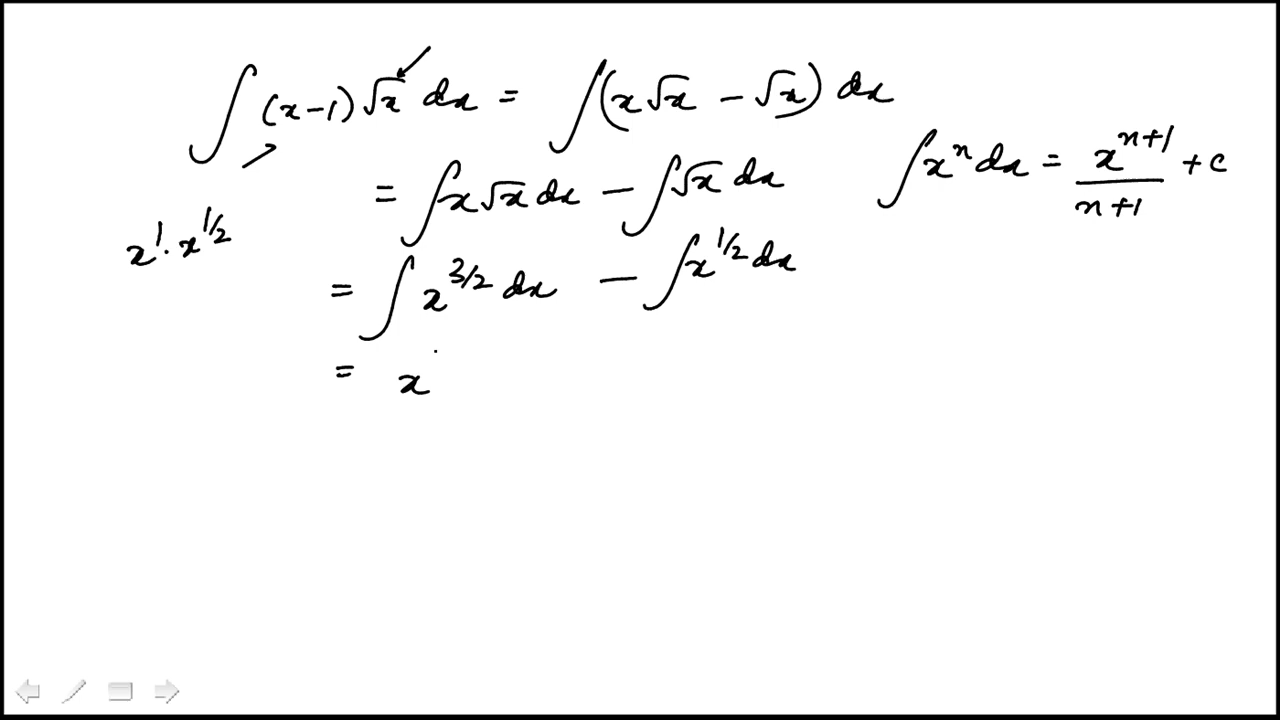 ∫ (x-1) √x dx = ∫ (x√x - √x) dx
= ∫ x√x dx - ∫ √x dx
∫ xⁿ dx = xⁿ⁺¹/n+1 + c
x¹ · x^1/2
= ∫ x^3/2 dx - ∫ x^1/2 dx
= x